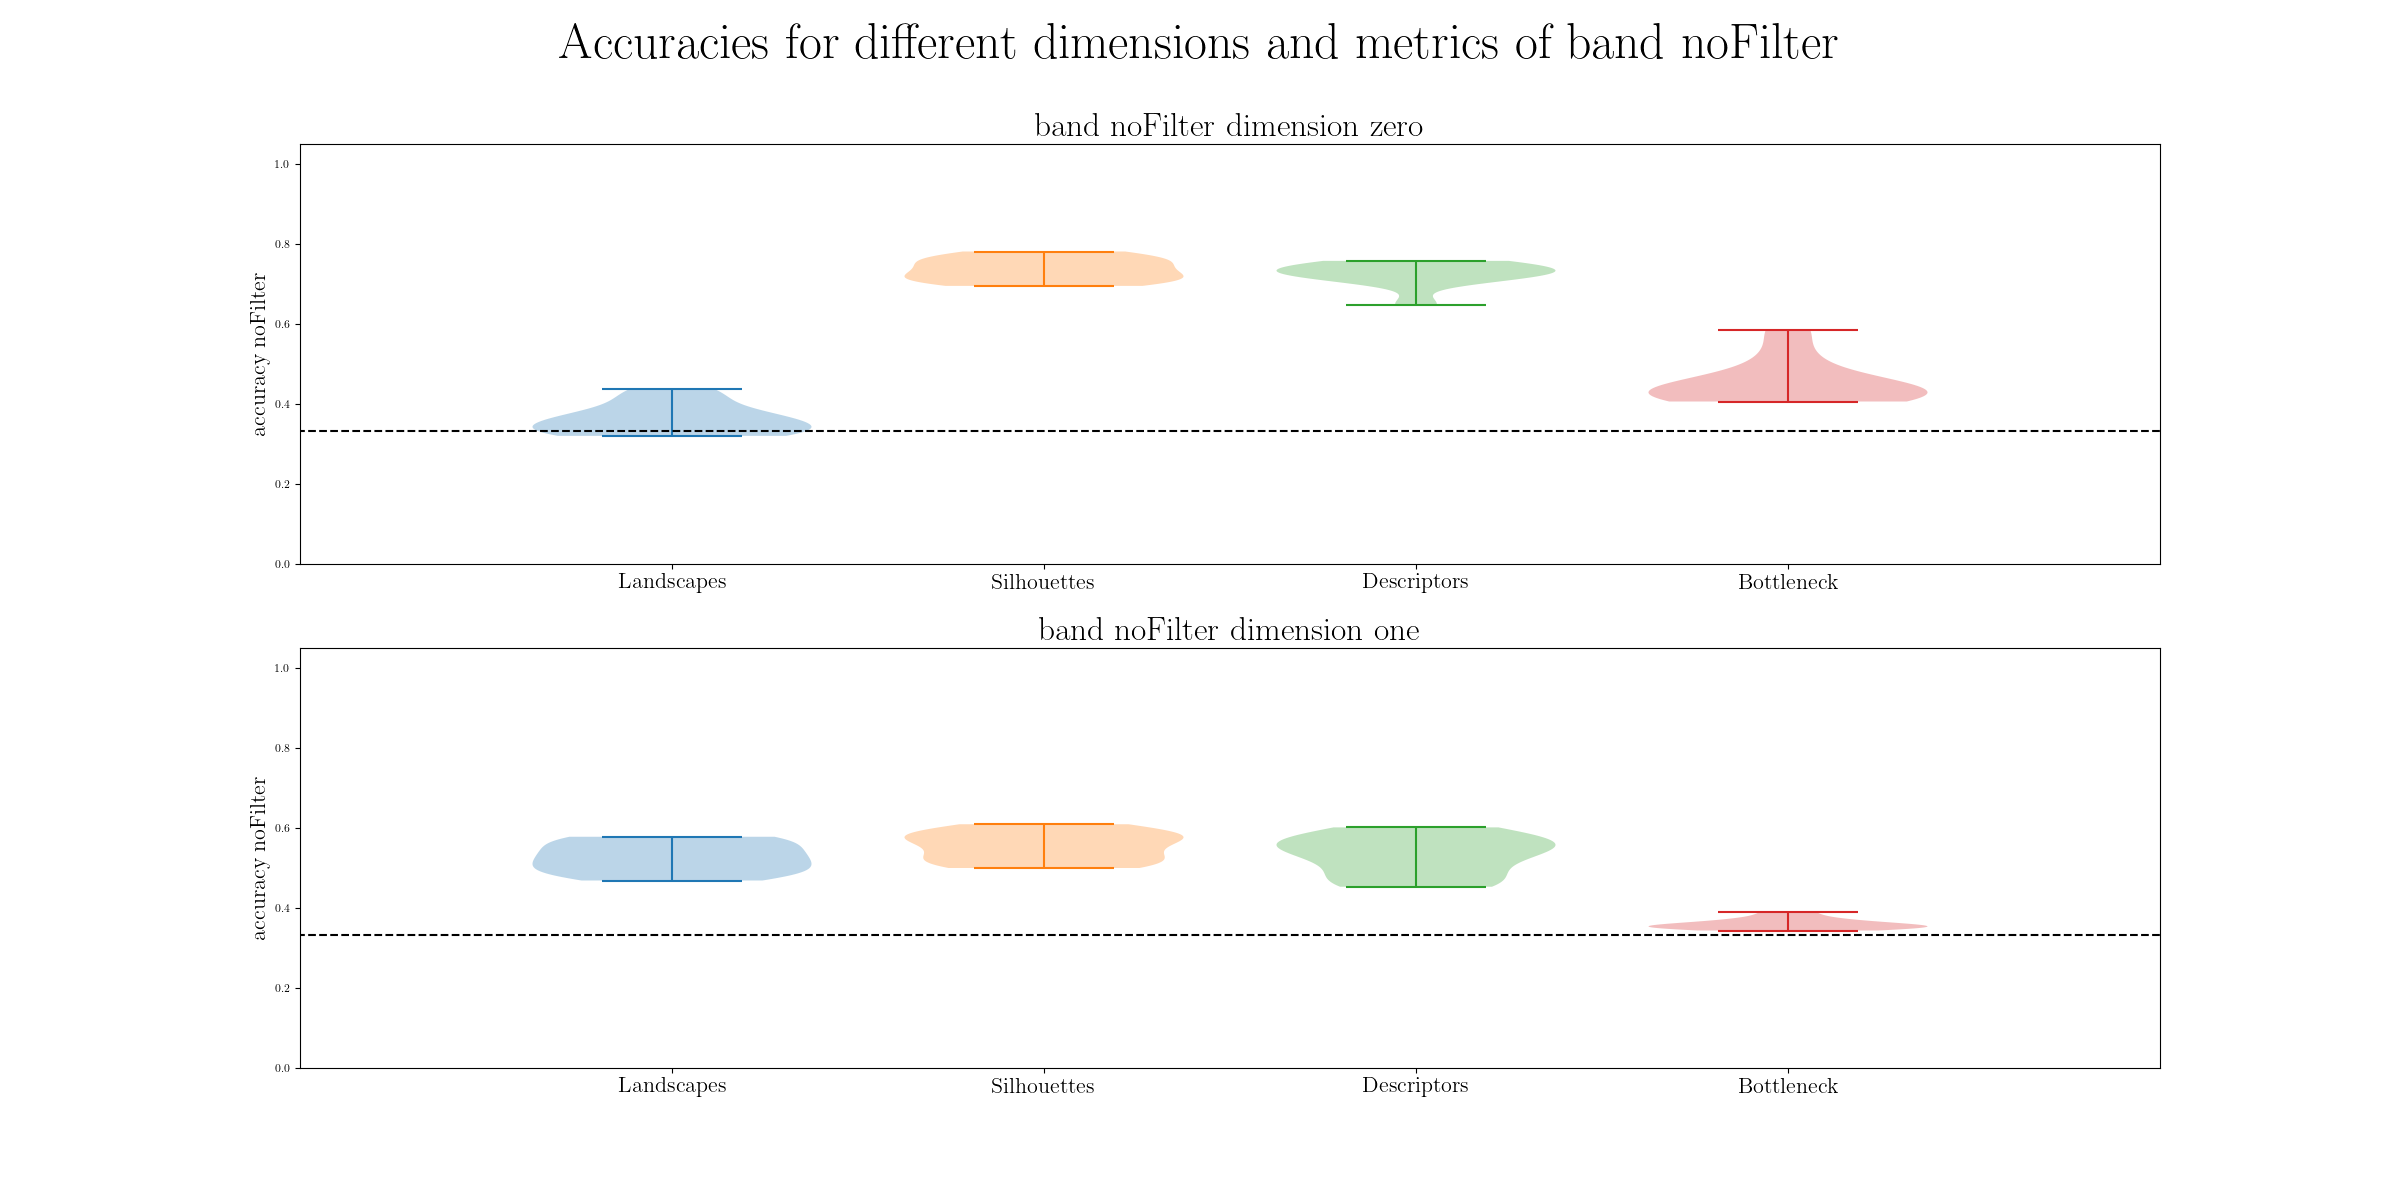 Accuracies for different dimensions and metrics of band noFilter
band noFilter dimension zero
accuracy noFilter
1.0
0.8
0.6
0.4
0.2
0.0
Landscapes Silhouettes Descriptors Bottleneck
band noFilter dimension one
accuracy noFilter
1.0
0.8
0.6
0.4
0.2
0.0
Landscapes Silhouettes Descriptors Bottleneck